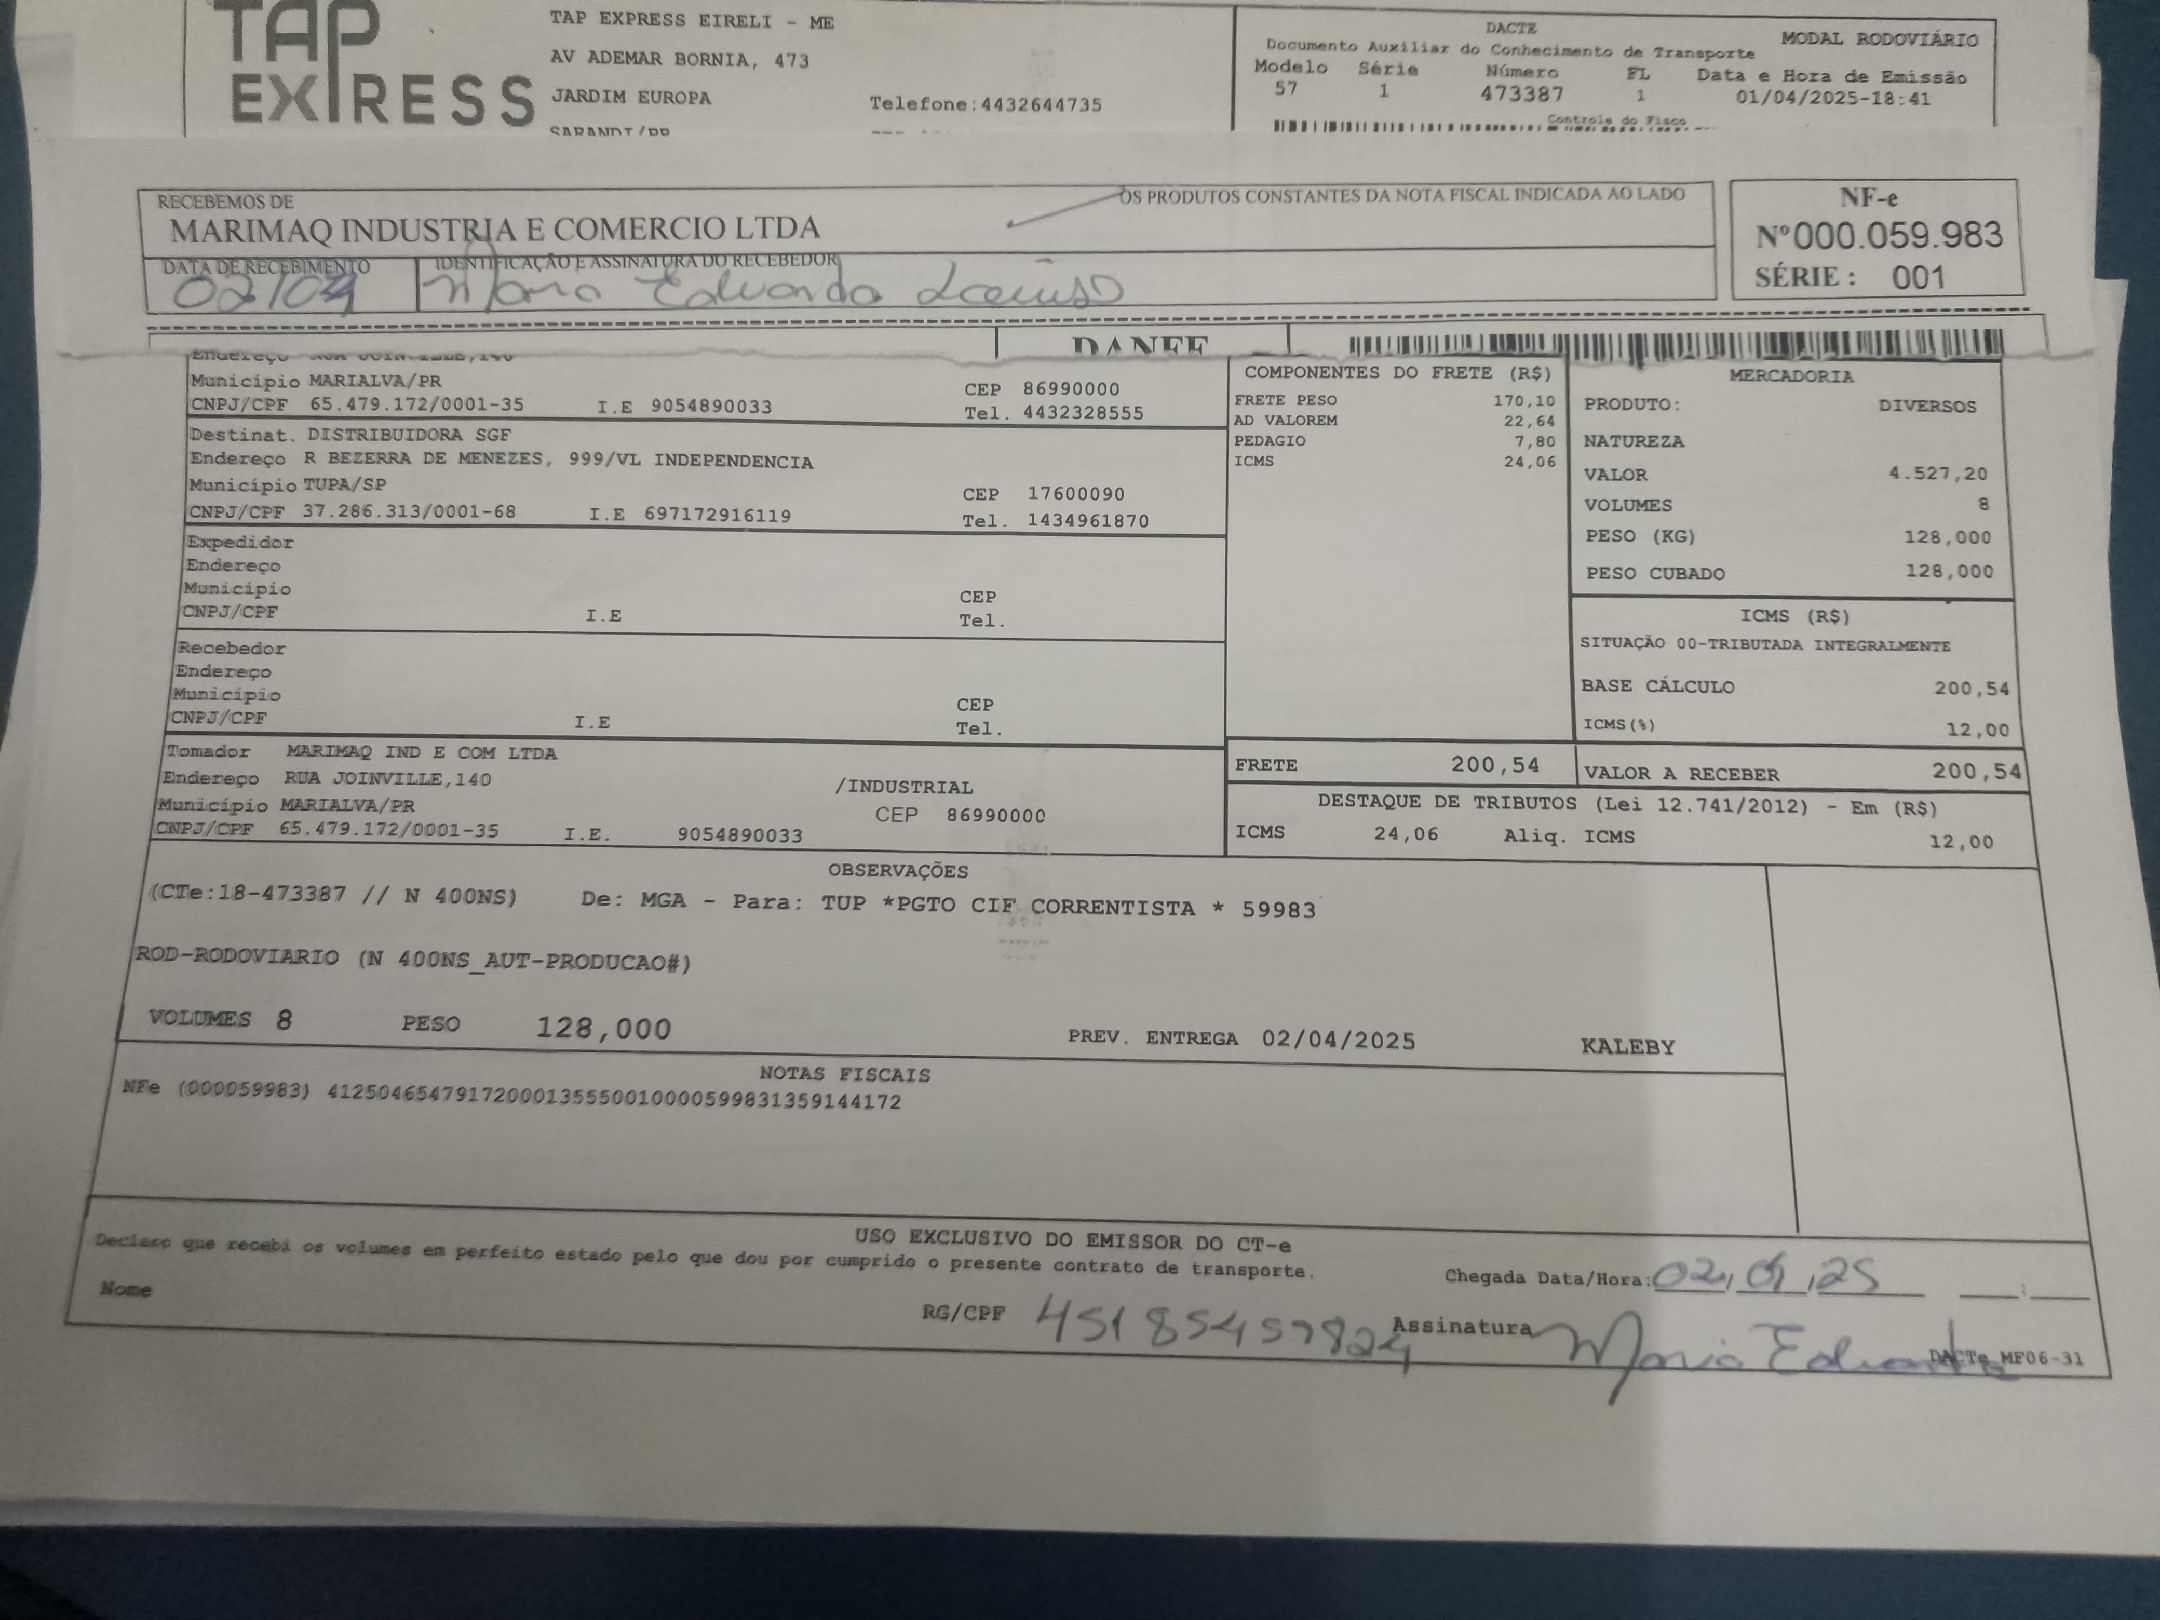 TAP EXPRESS
TAP EXPRESS EIRELI - ME
AV ADEMAR BORNIA, 473
JARDIM EUROPA
SARANDI/PR
Telefone:4432644735
DACTE
Documento Auxiliar do Conhecimento de Transporte
MODAL RODOVIÁRIO
Modelo Série Número FL Data e Hora de Emissão
57 1 473387 1 01/04/2025-18:41
Controle do Fisco
RECEBEMOS DE OS PRODUTOS CONSTANTES DA NOTA FISCAL INDICADA AO LADO
MARIMAQ INDUSTRIA E COMERCIO LTDA
DATA DE RECEBIMENTO IDENTIFICAÇÃO E ASSINATURA DO RECEBEDOR
02/04 Maria Eduarda
NF-e
Nº 000.059.983
SÉRIE : 001
DANFE
Endereço RUA JOINVILLE,140
Município MARIALVA/PR CEP 86990000
CNPJ/CPF 65.479.172/0001-35 I.E 9054890033 Tel. 4432328555
Destinat. DISTRIBUIDORA SGF
Endereço R BEZERRA DE MENEZES, 999/VL INDEPENDENCIA
Município TUPA/SP CEP 17600090
CNPJ/CPF 37.286.313/0001-68 I.E 697172916119 Tel. 1434961870
Expedidor
Endereço
Município CEP
CNPJ/CPF I.E Tel.
Recebedor
Endereço
Município CEP
CNPJ/CPF I.E Tel.
Tomador MARIMAQ IND E COM LTDA
Endereço RUA JOINVILLE,140 /INDUSTRIAL
Município MARIALVA/PR CEP 86990000
CNPJ/CPF 65.479.172/0001-35 I.E. 9054890033
COMPONENTES DO FRETE (R$)
FRETE PESO 170,10
AD VALOREM 22,64
PEDAGIO 7,80
ICMS 24,06
MERCADORIA
PRODUTO: DIVERSOS
NATUREZA
VALOR 4.527,20
VOLUMES 8
PESO (KG) 128,000
PESO CUBADO 128,000
ICMS (R$)
SITUAÇÃO 00-TRIBUTADA INTEGRALMENTE
BASE CÁLCULO 200,54
ICMS(%) 12,00
FRETE 200,54 VALOR A RECEBER 200,54
DESTAQUE DE TRIBUTOS (Lei 12.741/2012) - Em (R$)
ICMS 24,06 Aliq. ICMS 12,00
OBSERVAÇÕES
(CTe:18-473387 // N 400NS) De: MGA - Para: TUP *PGTO CIF CORRENTISTA * 59983
ROD-RODOVIARIO (N 400NS_AUT-PRODUCAO#)
VOLUMES 8 PESO 128,000 PREV. ENTREGA 02/04/2025 KALEBY
NOTAS FISCAIS
NFe (000059983) 41250465479172000135550010000599831359144172
USO EXCLUSIVO DO EMISSOR DO CT-e
Declaro que recebi os volumes em perfeito estado pelo que dou por cumprido o presente contrato de transporte.
Chegada Data/Hora: 02, 04, 25
Nome RG/CPF 45185459824 Assinatura Maria Eduarda
DACTe MF06-31